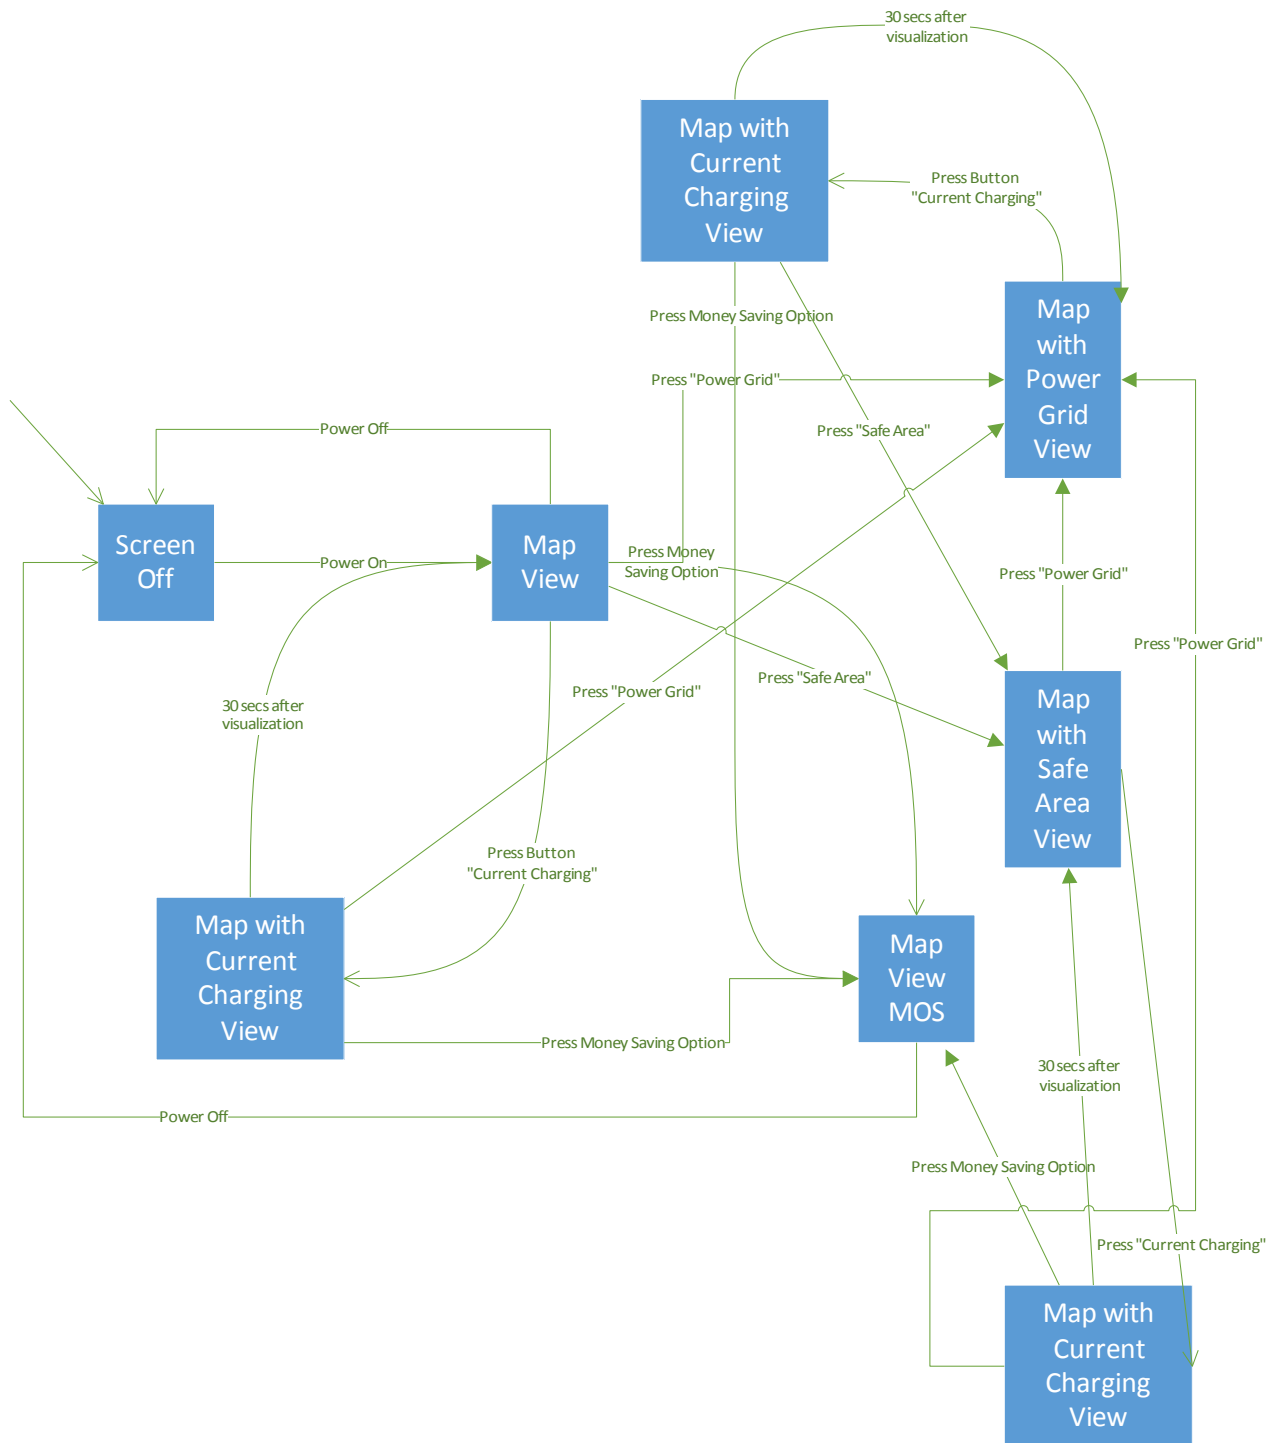 30 secs after
visualization
Map with
Current
Charging
View
Press Button
"Current Charging"
Press Money Saving Option
Map
with
Power
Grid
View
Press "Power Grid"
Press "Safe Area"
Power Off
Screen
Off
Power On
Map
View
Press Money
Saving Option
Press "Power Grid"
Press "Power Grid"
Press "Safe Area"
Press "Power Grid"
30 secs after
visualization
Map
with
Safe
Area
View
Press Button
"Current Charging"
Map with
Current
Charging
View
Map
View
MOS
Press Money Saving Option
30 secs after
visualization
Power Off
Press Money Saving Option
Press "Current Charging"
Map with
Current
Charging
View